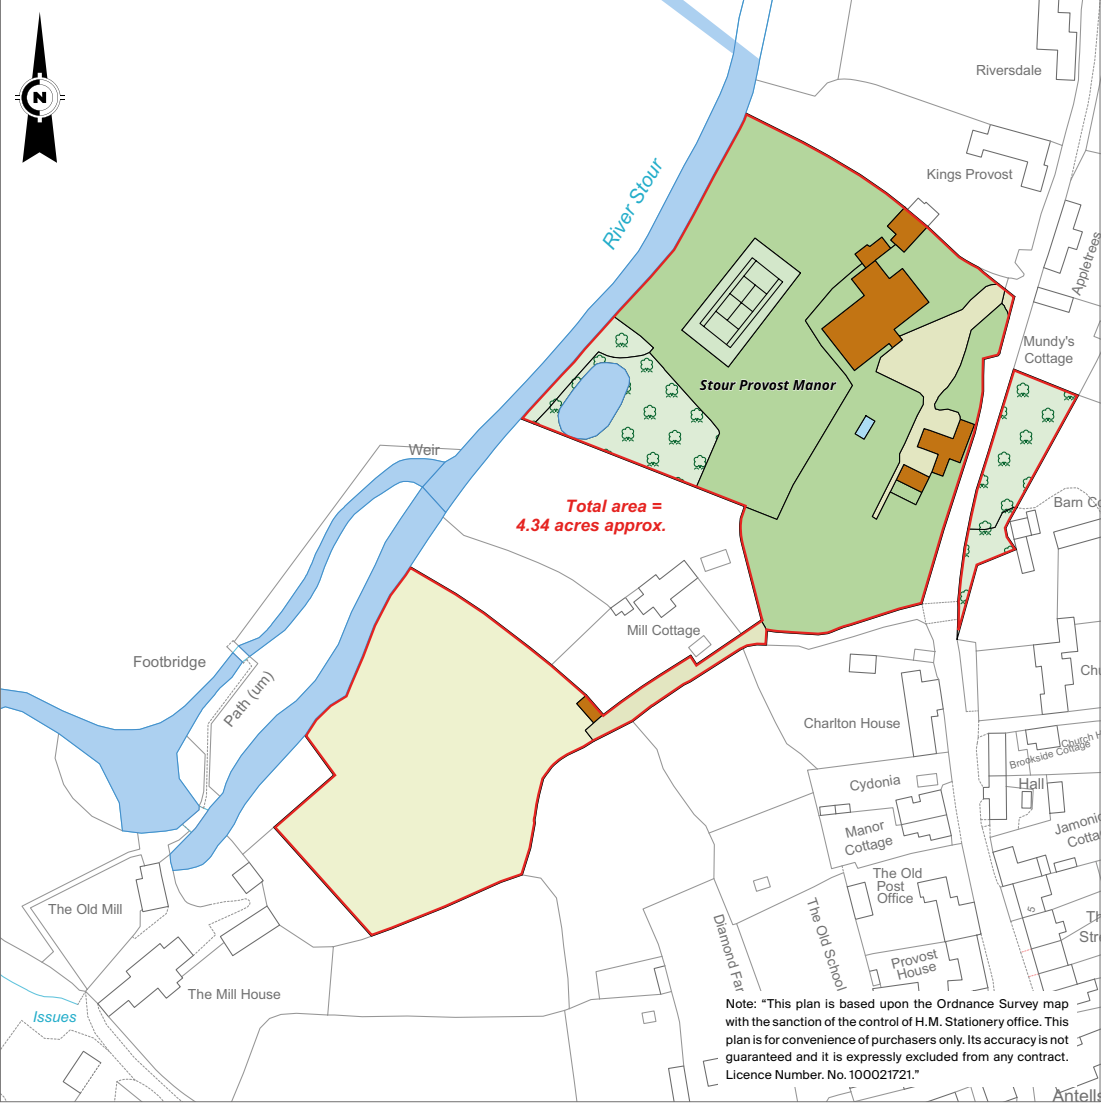 N
Riversdale
Kings Provost
River Stour
Appletrees
Mundy's
Cottage
Stour Provost Manor
Weir
Total area =
4.34 acres approx.
Barn
Mill Cottage
Footbridge
Path (um)
Charlton House
Church H
Brookside Cottage
Cydonia
Hall
Manor
Cottage
The Old
Post
Office
The Old Mill
5
Diamond
The Old School
Provost
House
The Mill House
Issues
Note: “This plan is based upon the Ordnance Survey map
with the sanction of the control of H.M. Stationery office. This
plan is for convenience of purchasers only. Its accuracy is not
guaranteed and it is expressly excluded from any contract.
Licence Number. No. 100021721.”